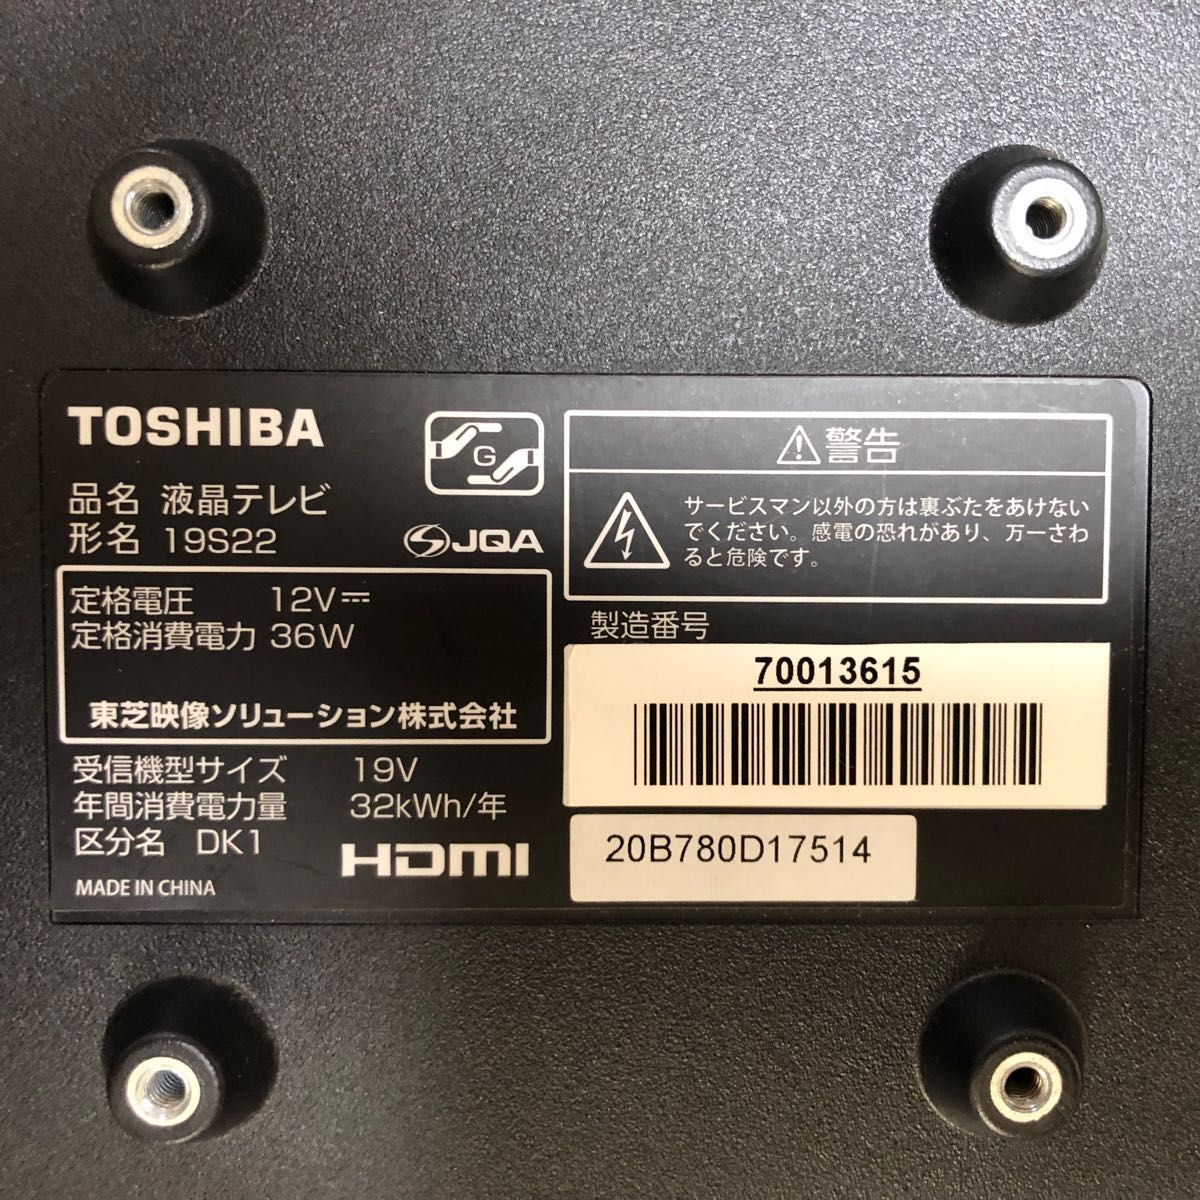 TOSHIBA
品名 液晶テレビ
形名 19S22
G
JQA
定格電圧 12V⎓
定格消費電力 36W
東芝映像ソリューション株式会社
受信機型サイズ 19V
年間消費電力量 32kWh/年
区分名 DK1
HDMI
MADE IN CHINA
⚠警告
サービスマン以外の方は裏ぶたをあけない
でください。感電の恐れがあり、万一さわ
ると危険です。
製造番号
70013615
20B780D17514